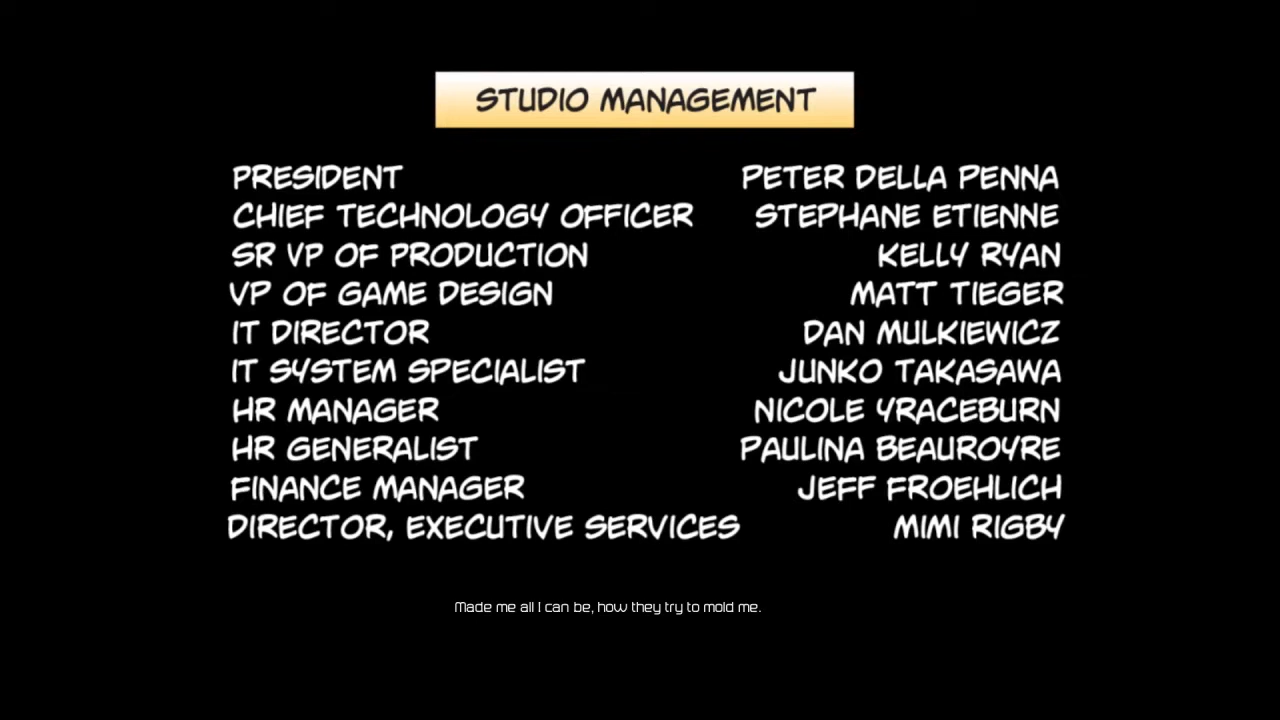 STUDIO MANAGEMENT
PRESIDENT PETER DELLA PENNA
CHIEF TECHNOLOGY OFFICER STEPHANE ETIENNE
SR VP OF PRODUCTION KELLY RYAN
VP OF GAME DESIGN MATT TIEGER
IT DIRECTOR DAN MULKIEWICZ
IT SYSTEM SPECIALIST JUNKO TAKASAWA
HR MANAGER NICOLE YRACEBURN
HR GENERALIST PAULINA BEAUROYRE
FINANCE MANAGER JEFF FROEHLICH
DIRECTOR, EXECUTIVE SERVICES MIMI RIGBY
Made me all I can be, how they try to mold me.